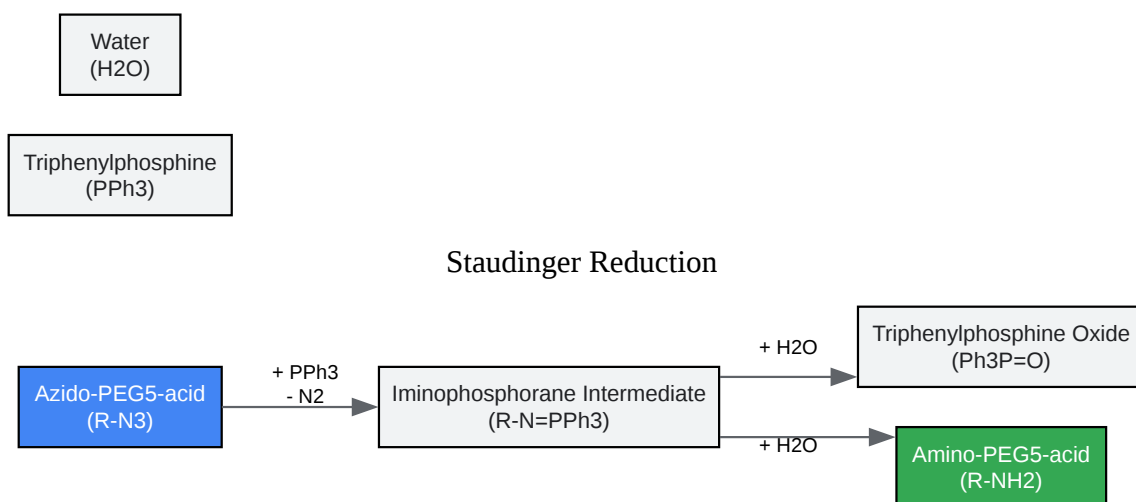 Water
(H2O)
Triphenylphosphine
(PPh3)
Staudinger Reduction
Azido-PEG5-acid
(R-N3)
+ PPh3
- N2
Iminophosphorane Intermediate
(R-N=PPh3)
+ H2O
Triphenylphosphine Oxide
(Ph3P=O)
+ H2O
Amino-PEG5-acid
(R-NH2)